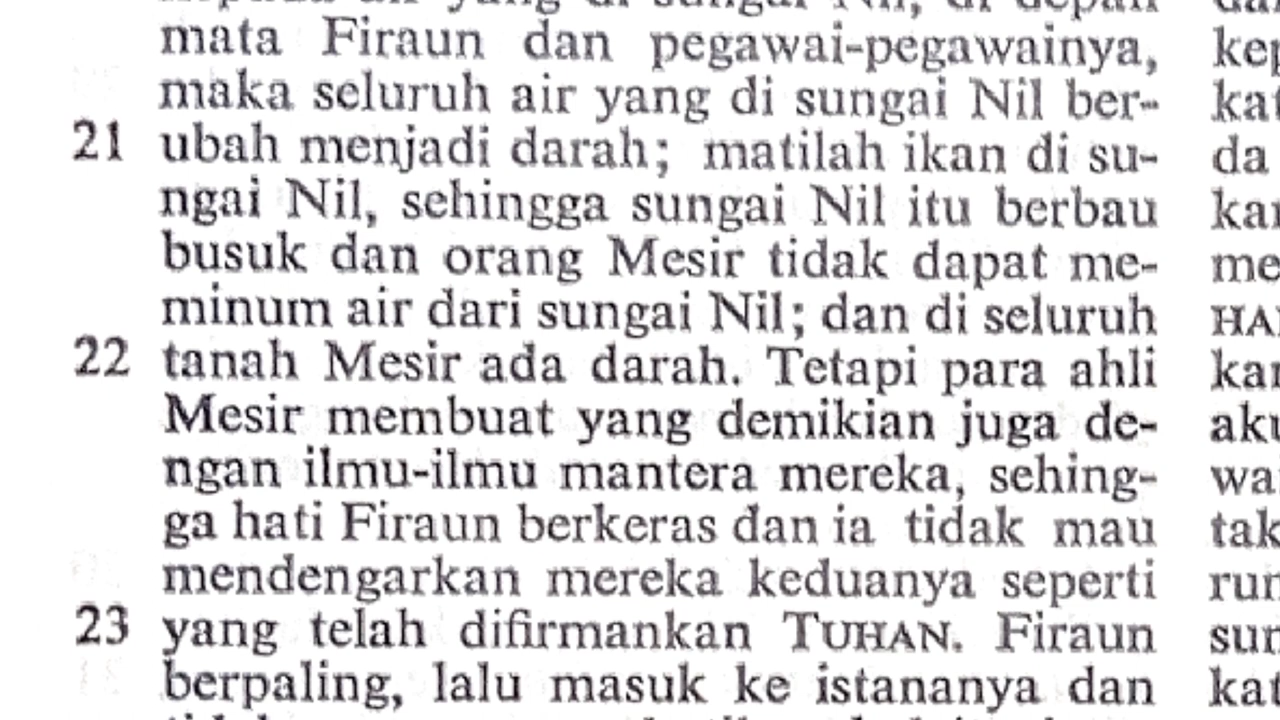 mata Firaun dan pegawai-pegawainya,
maka seluruh air yang di sungai Nil ber-
21 ubah menjadi darah; matilah ikan di su-
ngai Nil, sehingga sungai Nil itu berbau
busuk dan orang Mesir tidak dapat me-
minum air dari sungai Nil; dan di seluruh
22 tanah Mesir ada darah. Tetapi para ahli
Mesir membuat yang demikian juga de-
ngan ilmu-ilmu mantera mereka, sehing-
ga hati Firaun berkeras dan ia tidak mau
mendengarkan mereka keduanya seperti
23 yang telah difirmankan TUHAN. Firaun
berpaling, lalu masuk ke istananya dan